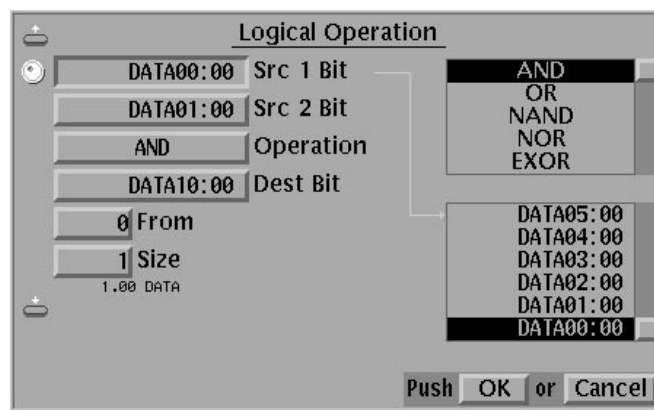 Logical Operation
DATA00:00 Src 1 Bit
DATA01:00 Src 2 Bit
AND Operation
DATA10:00 Dest Bit
0 From
1 Size
1.00 DATA
AND
OR
NAND
NOR
EXOR
DATA05:00
DATA04:00
DATA03:00
DATA02:00
DATA01:00
DATA00:00
Push OK or Cancel